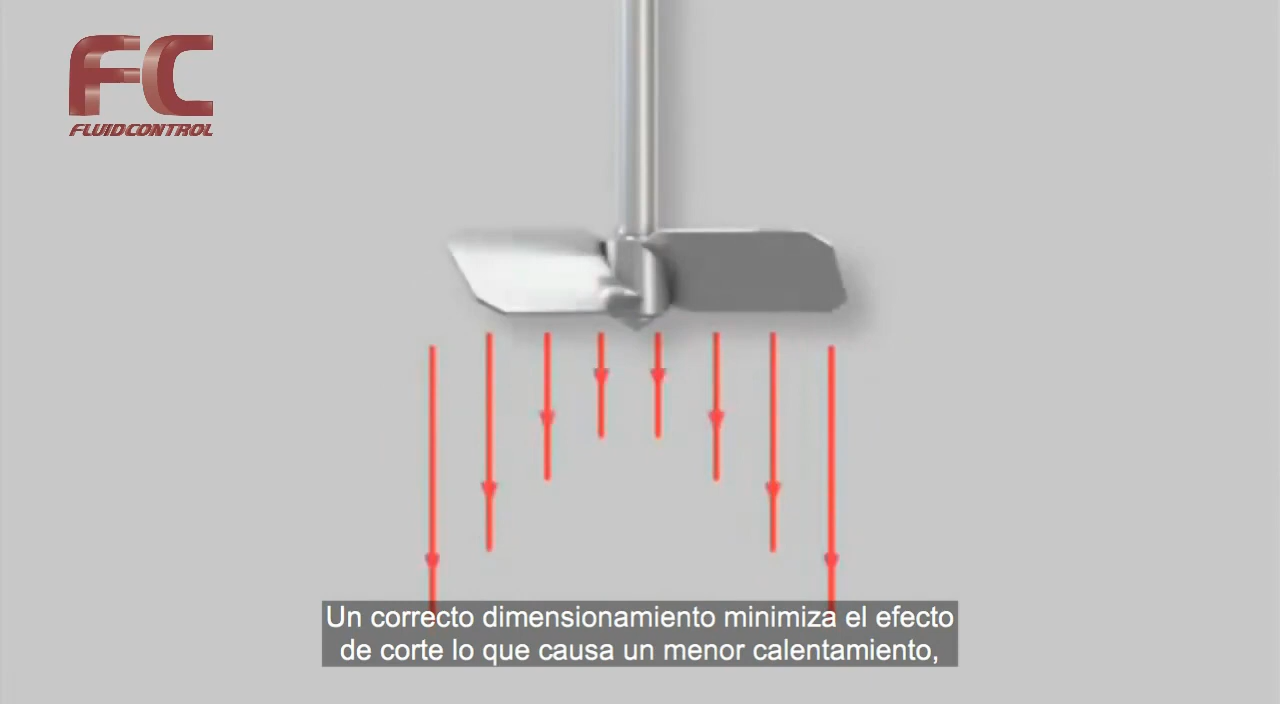 FC
FLUIDCONTROL
Un correcto dimensionamiento minimiza el efecto
de corte lo que causa un menor calentamiento,